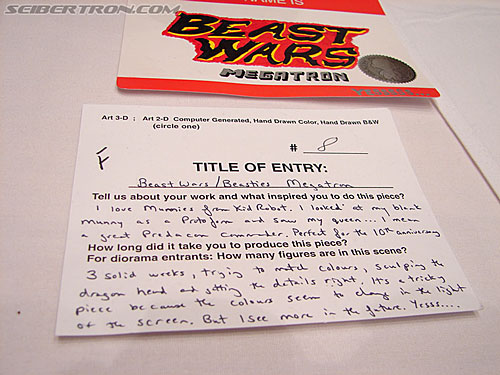 SEIBERTRON.COM
NAME IS
BEAST
WARS
MEGATRON
YESSSS...
Art 3-D ; Art 2-D Computer Generated, Hand Drawn Color, Hand Drawn B&W
(circle one)
# 8
F
TITLE OF ENTRY:
Beast Wars / Beasties Megatron
Tell us about your work and what inspired you to do this piece?
I love Munnies from Kid Robot. I looked at my blank
munny as a Protoform and saw my queen... I mean
a great Predacon Commander. Perfect for the 10th anniversary
How long did it take you to produce this piece?
For diorama entrants: How many figures are in this scene?
3 solid weeks, trying to match colours, sculpting the
dragon head and getting the details right. It's a tricky
piece because the colours seem to change in the light
of the screen. But I see more in the future. Yesss....